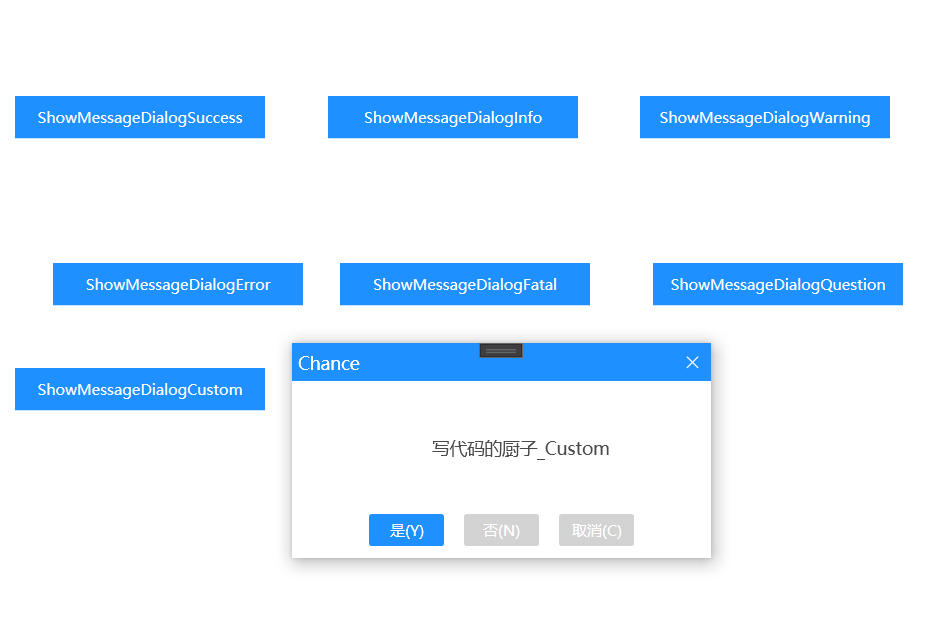 ShowMessageDialogSuccess
ShowMessageDialogInfo
ShowMessageDialogWarning
ShowMessageDialogError
ShowMessageDialogFatal
ShowMessageDialogQuestion
ShowMessageDialogCustom
Chance
写代码的厨子_Custom
是(Y)
否(N)
取消(C)